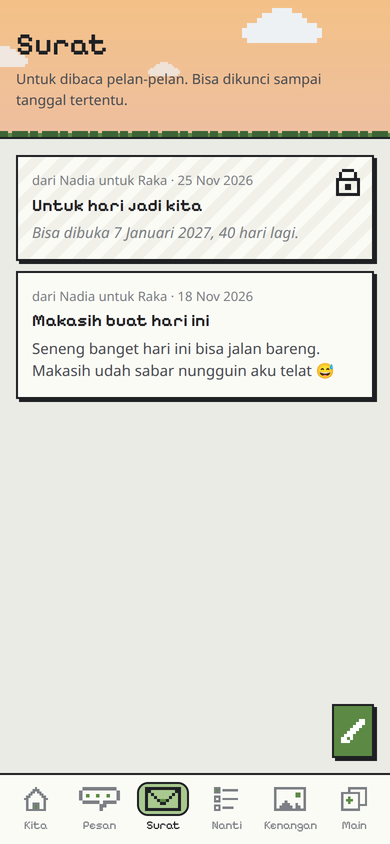 Surat
Untuk dibaca pelan-pelan. Bisa dikunci sampai
tanggal tertentu.
dari Nadia untuk Raka · 25 Nov 2026
Untuk hari jadi kita
Bisa dibuka 7 Januari 2027, 40 hari lagi.
dari Nadia untuk Raka · 18 Nov 2026
Makasih buat hari ini
Seneng banget hari ini bisa jalan bareng.
Makasih udah sabar nungguin aku telat 😅
Kita
Pesan
Surat
Nanti
Kenangan
Main